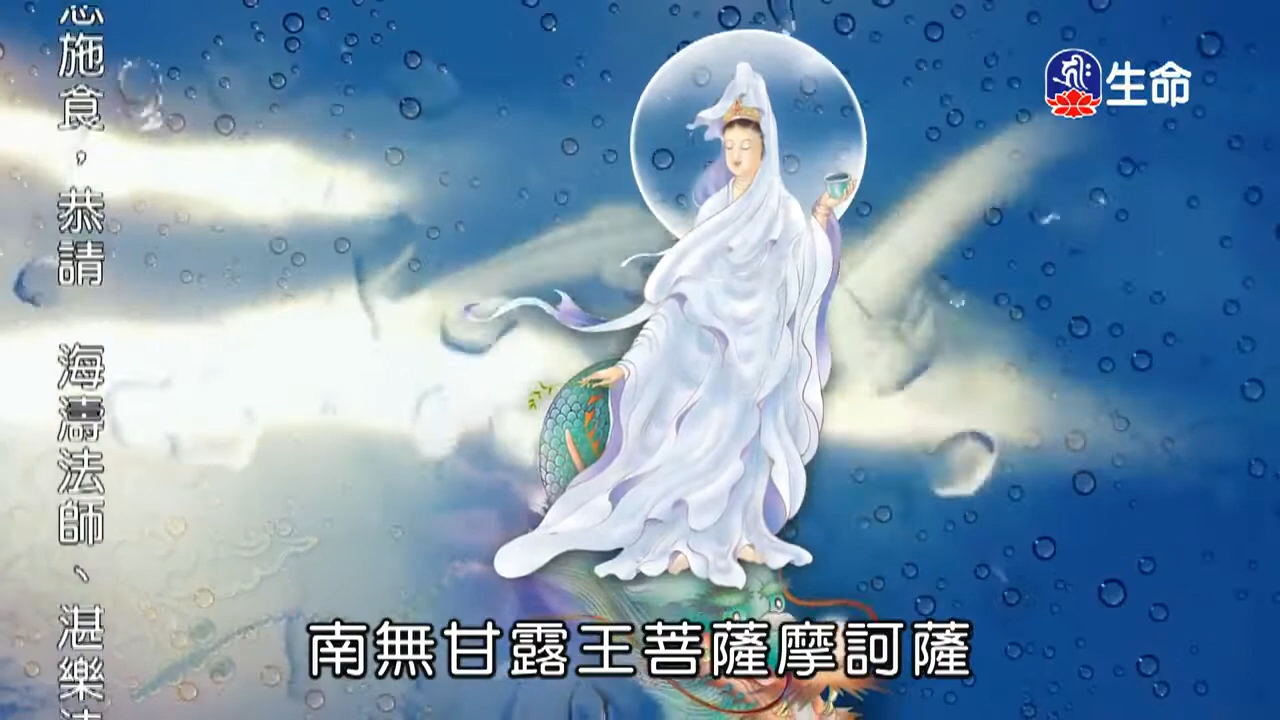 施食，恭請　海濤法師、湛樂
生命
南無甘露王菩薩摩訶薩